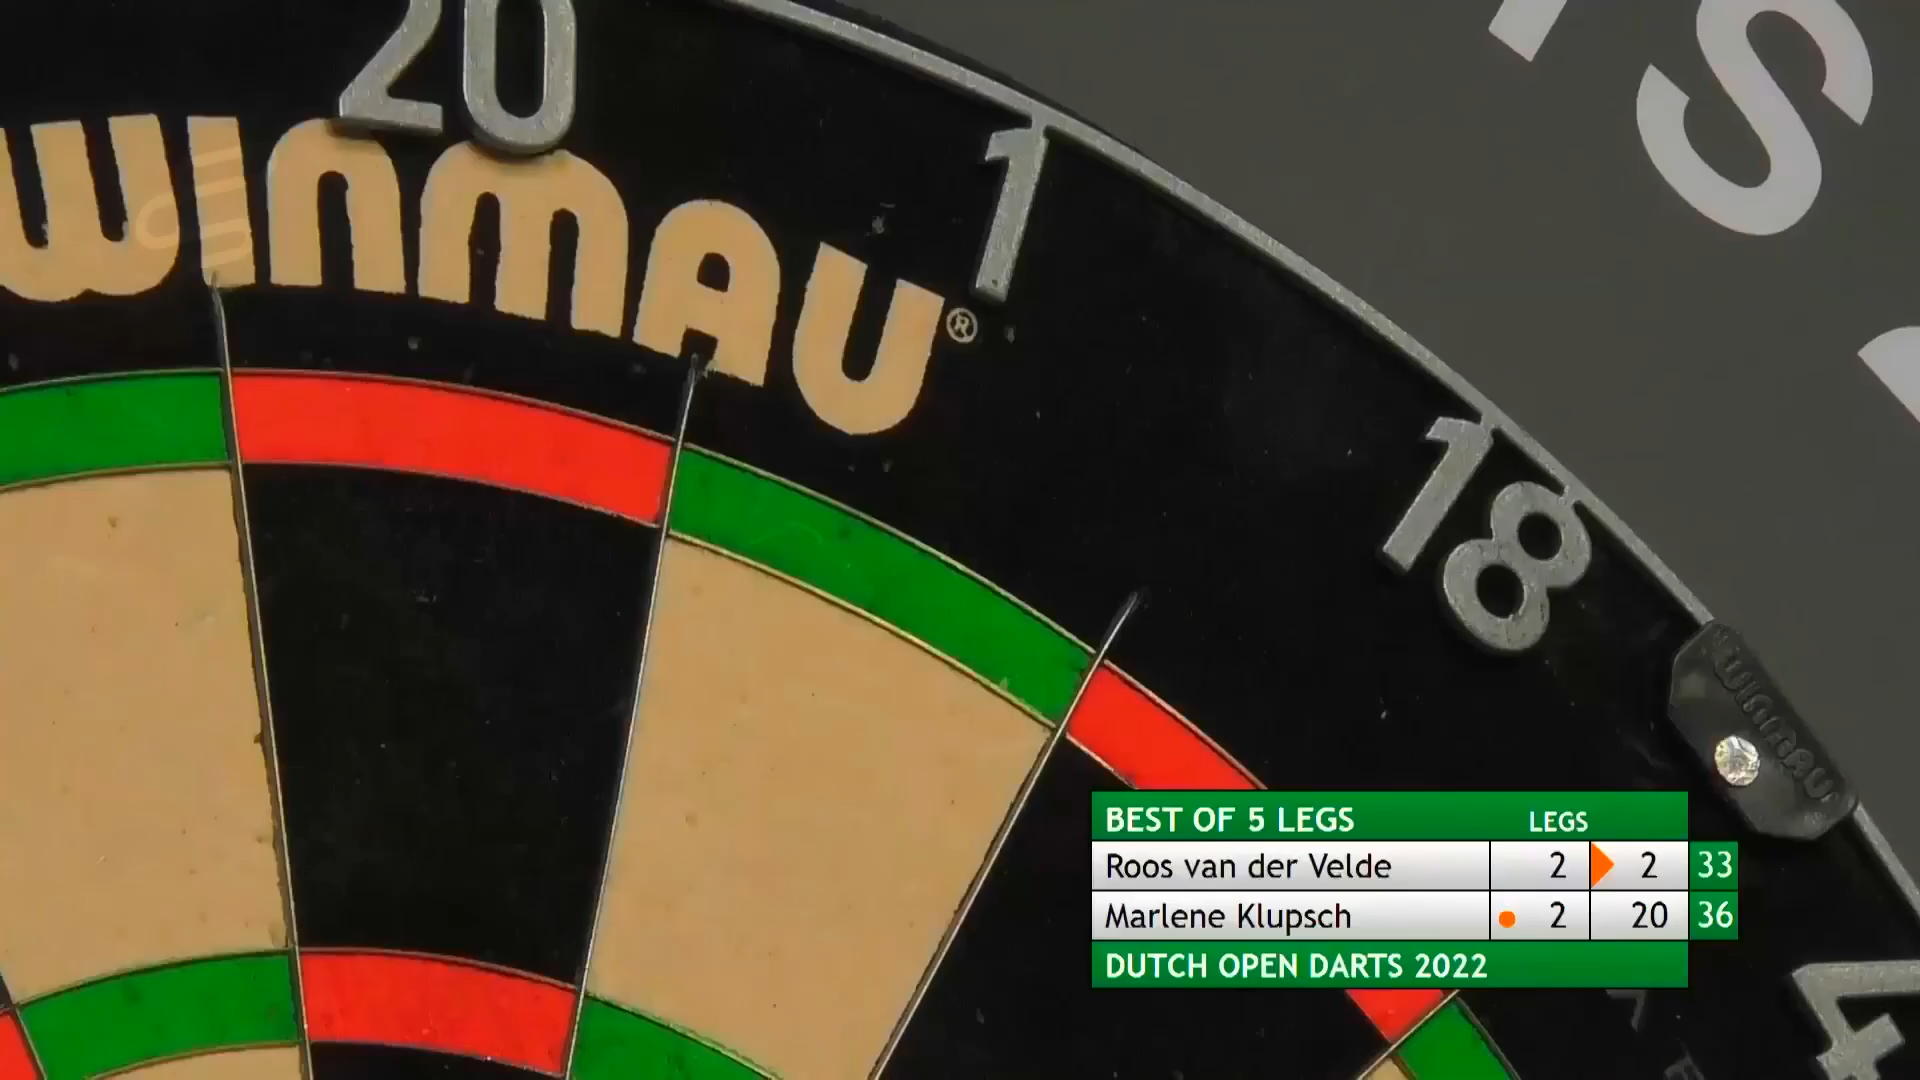 20
1
18
4
WINMAU®
S
WINMAU
BEST OF 5 LEGS LEGS
Roos van der Velde 2 2 33
Marlene Klupsch 2 20 36
DUTCH OPEN DARTS 2022